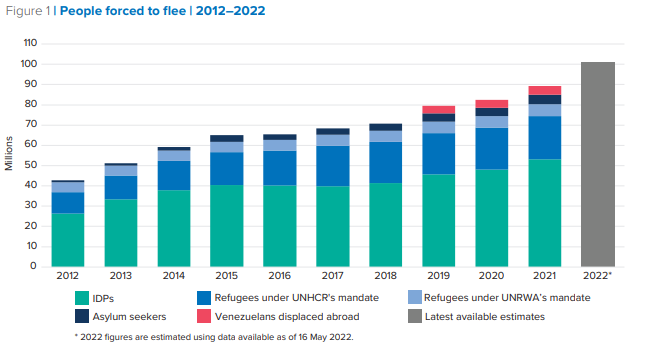 Figure 1 | People forced to flee | 2012–2022
110
100
90
80
70
60
50
40
30
20
10
0
Millions
2012 2013 2014 2015 2016 2017 2018 2019 2020 2021 2022*
IDPs Refugees under UNHCR's mandate Refugees under UNRWA's mandate
Asylum seekers Venezuelans displaced abroad Latest available estimates
* 2022 figures are estimated using data available as of 16 May 2022.